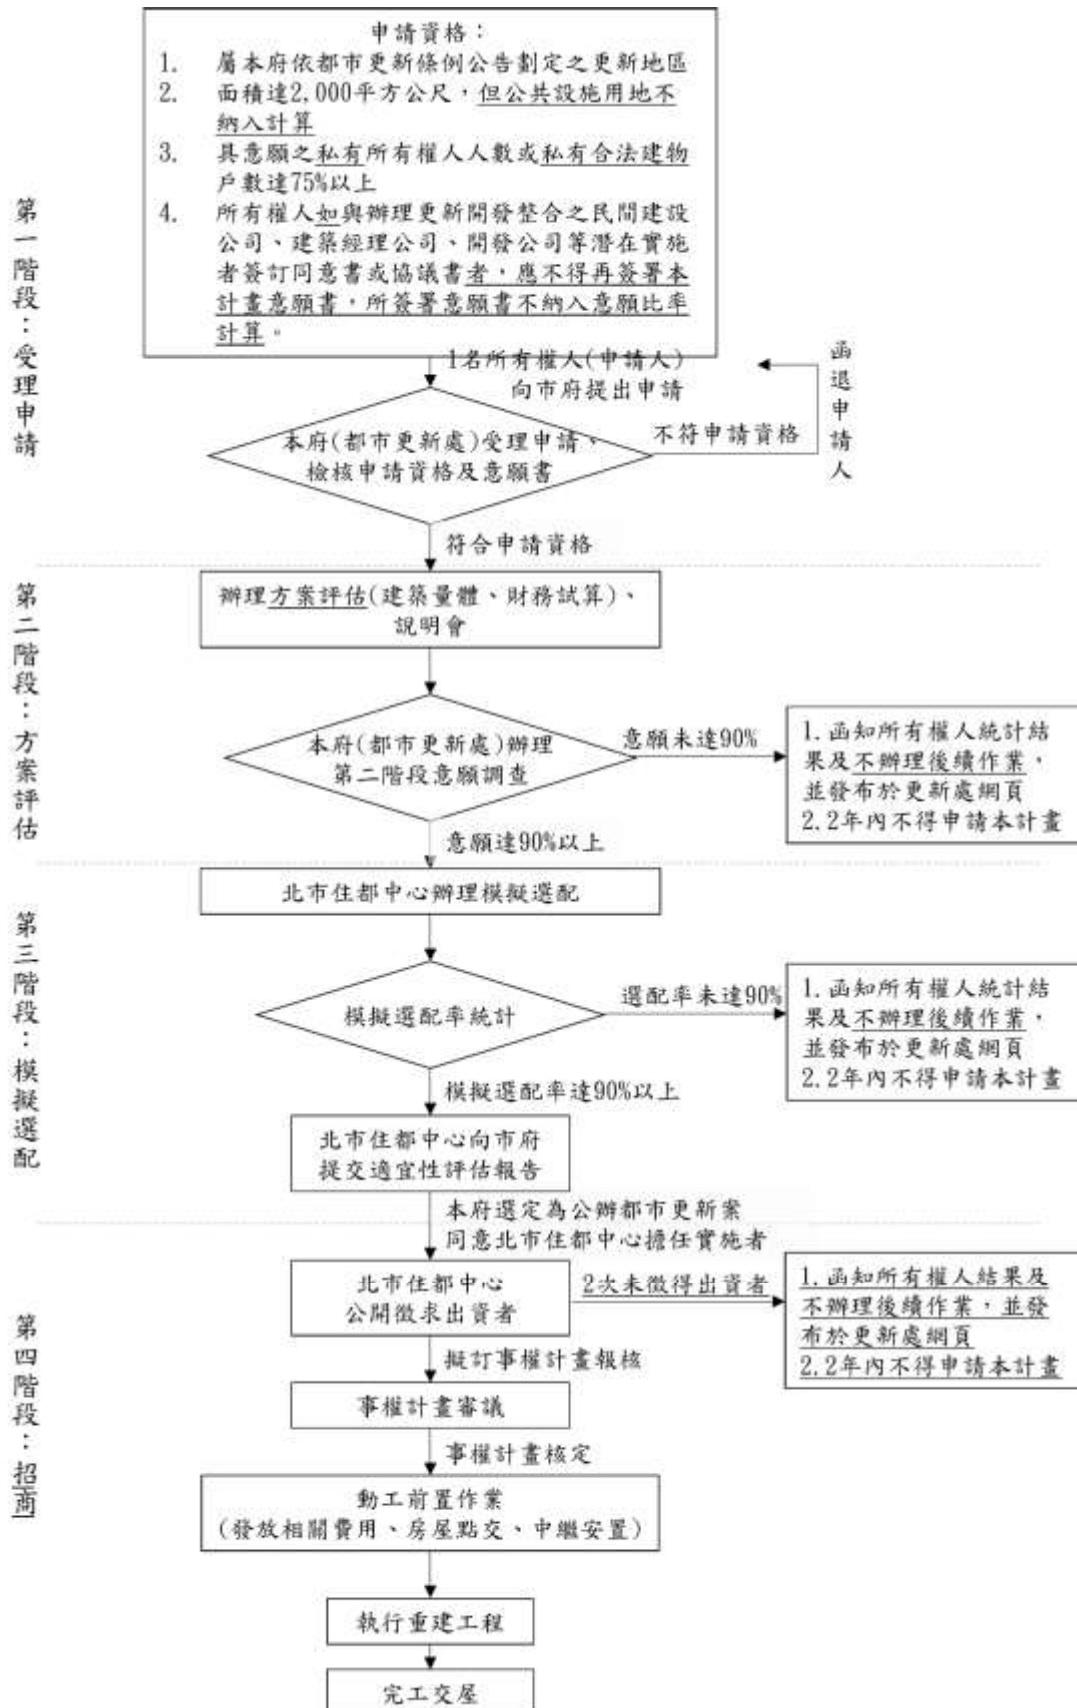 申請資格：
1. 屬本府依都市更新條例公告劃定之更新地區
2. 面積達2,000平方公尺，但公共設施用地不
納入計算
3. 具意願之私有所有權人人數或私有合法建物
戶數達75%以上
4. 所有權人如與辦理更新開發整合之民間建設
公司、建築經理公司、開發公司等潛在實施
者簽訂同意書或協議書者，應不得再簽署本
計畫意願書，所簽署意願書不納入意願比率
計算。
第一階段：受理申請
1名所有權人(申請人)
向市府提出申請
函退申請人
本府(都市更新處)受理申請、
檢核申請資格及意願書
不符申請資格
符合申請資格
第二階段：方案評估
辦理方案評估(建築量體、財務試算)、
說明會
本府(都市更新處)辦理
第二階段意願調查
意願未達90%
1.函知所有權人統計結
果及不辦理後續作業，
並發布於更新處網頁
2.2年內不得申請本計畫
意願達90%以上
第三階段：模擬選配
北市住都中心辦理模擬選配
模擬選配率統計
選配率未達90%
1.函知所有權人統計結
果及不辦理後續作業，
並發布於更新處網頁
2.2年內不得申請本計畫
模擬選配率達90%以上
北市住都中心向市府
提交適宜性評估報告
本府選定為公辦都市更新案
同意北市住都中心擔任實施者
第四階段：招商
北市住都中心
公開徵求出資者
2次未徵得出資者
1.函知所有權人結果及
不辦理後續作業，並發
布於更新處網頁
2.2年內不得申請本計畫
擬訂事權計畫報核
事權計畫審議
事權計畫核定
動工前置作業
(發放相關費用、房屋點交、中繼安置)
執行重建工程
完工交屋